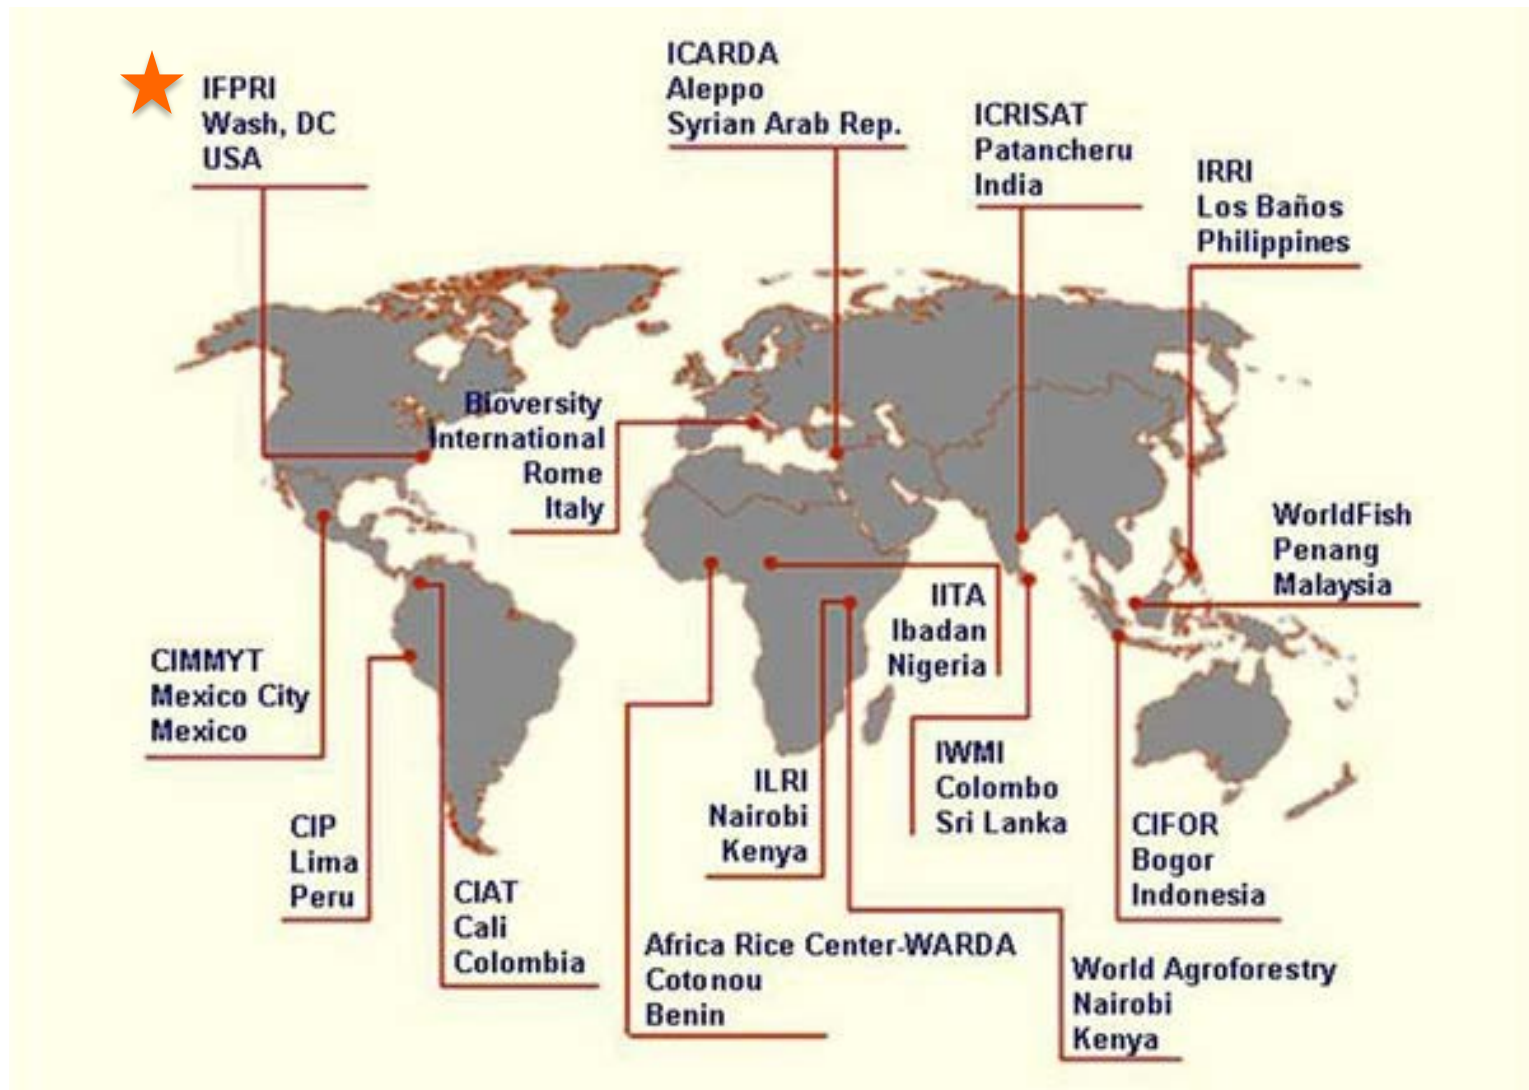 IFPRI
Wash, DC
USA
ICARDA
Aleppo
Syrian Arab Rep.
ICRISAT
Patancheru
India
IRRI
Los Baños
Philippines
Bioversity
International
Rome
Italy
WorldFish
Penang
Malaysia
IITA
Ibadan
Nigeria
CIMMYT
Mexico City
Mexico
IWMI
Colombo
Sri Lanka
ILRI
Nairobi
Kenya
CIP
Lima
Peru
CIFOR
Bogor
Indonesia
CIAT
Cali
Colombia
Africa Rice Center-WARDA
Cotonou
Benin
World Agroforestry
Nairobi
Kenya